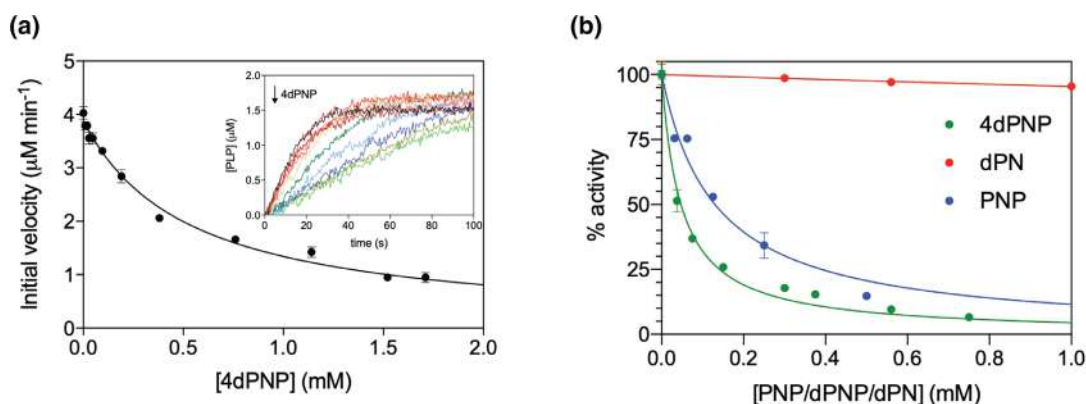 (a)
Initial velocity (µM min⁻¹)
5
4
3
2
1
0
0.0
0.5
1.0
1.5
2.0
[4dPNP] (mM)
4dPNP
[PLP] (µM)
2.0
1.5
1.0
0.5
0.0
0
20
40
60
80
100
time (s)
(b)
% activity
100
75
50
25
0
0.0
0.2
0.4
0.6
0.8
1.0
[PNP/dPNP/dPN] (mM)
4dPNP
dPN
PNP